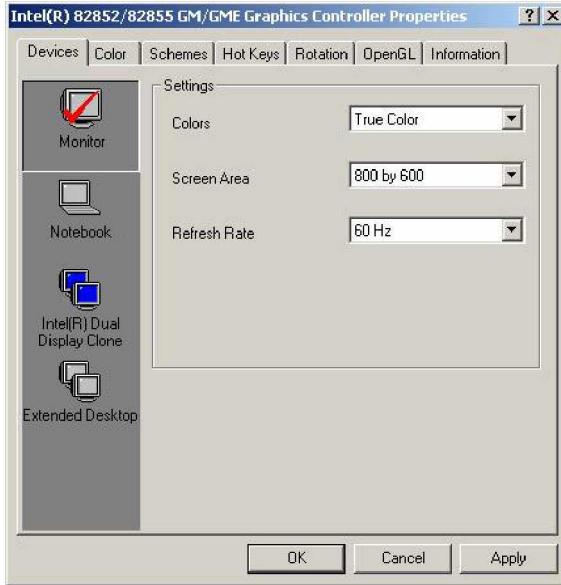 Intel(R) 82852/82855 GM/GME Graphics Controller Properties
Devices Color Schemes Hot Keys Rotation OpenGL Information
Monitor
Notebook
Intel(R) Dual
Display Clone
Extended Desktop
Settings
Colors True Color
Screen Area 800 by 600
Refresh Rate 60 Hz
OK Cancel Apply